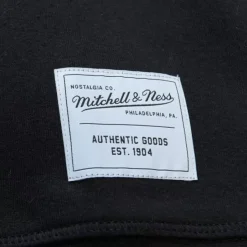 NOSTALGIA CO.
Mitchell & Ness
PHILADELPHIA, PA.
AUTHENTIC GOODS
EST. 1904